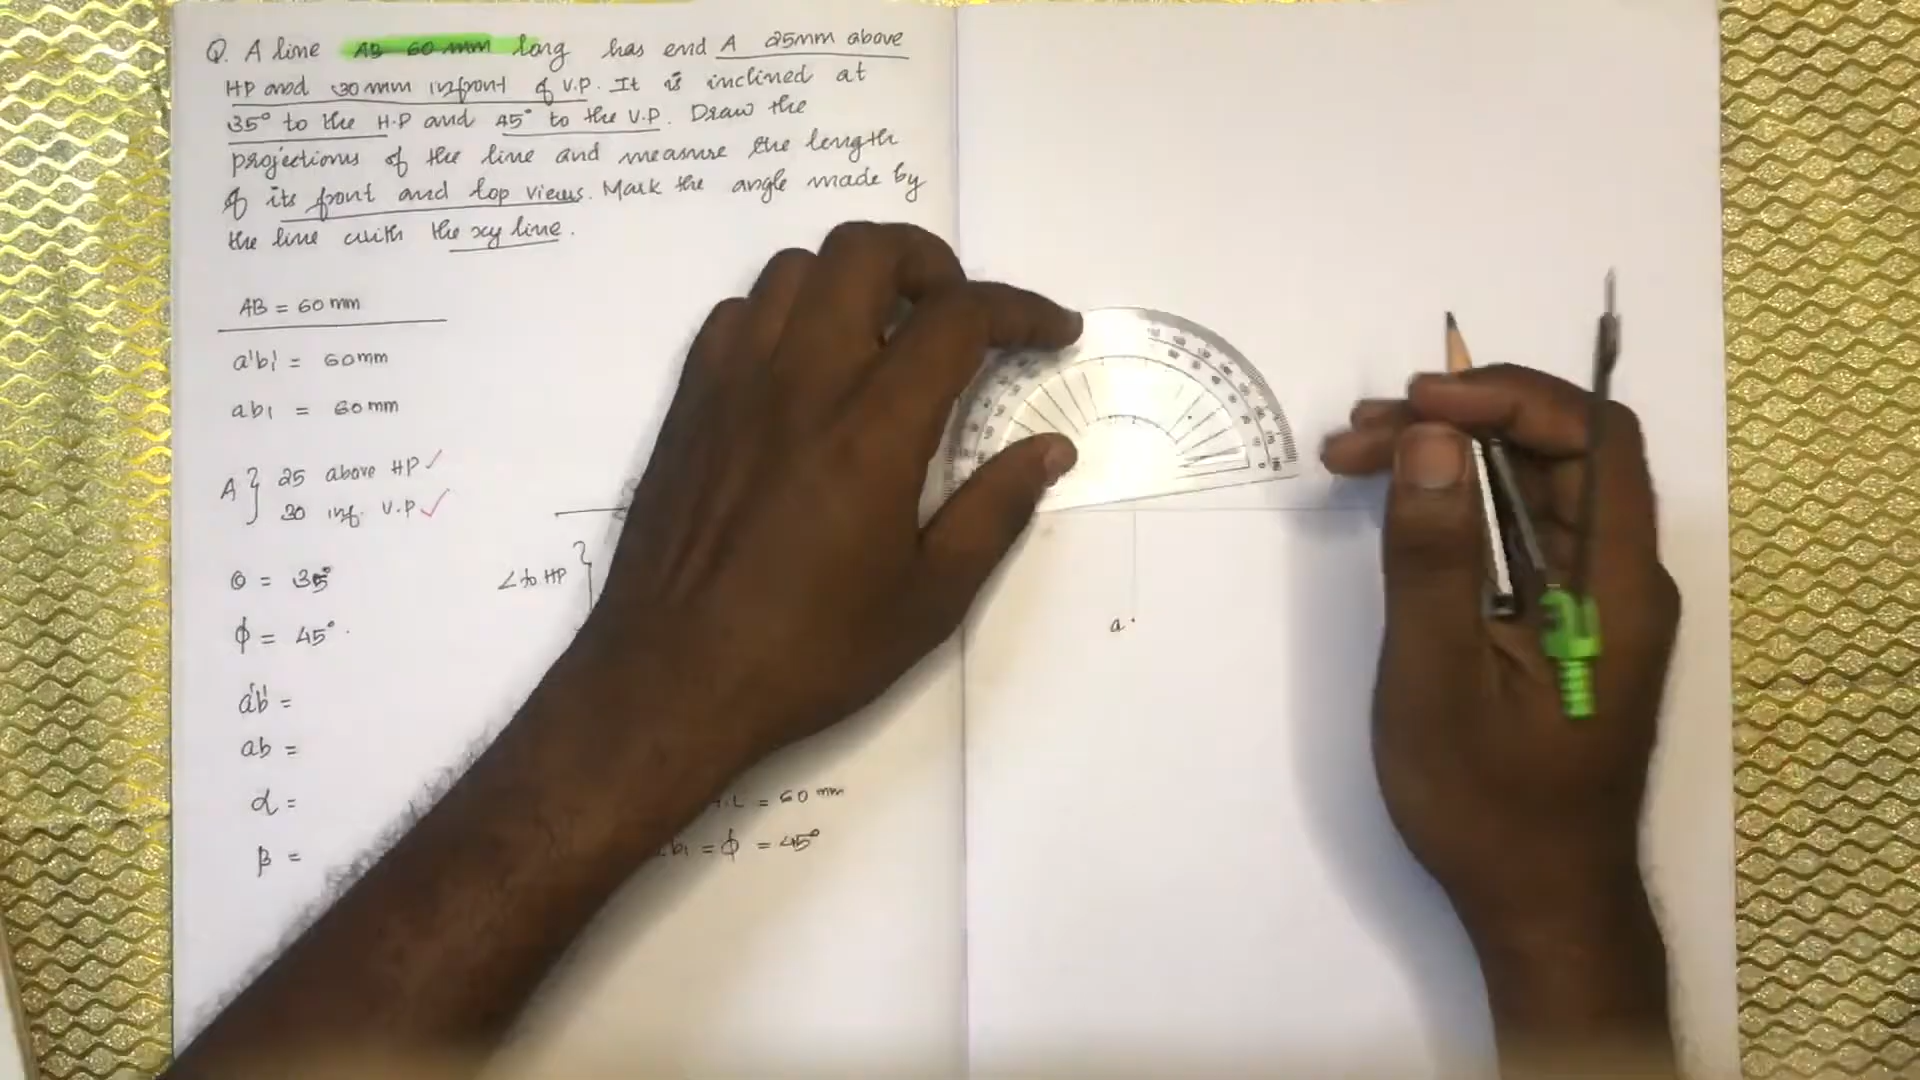 Q. A line AB 60 mm long has end A 25mm above
HP and 30 mm infront of V.P. It is inclined at
35° to the H.P and 45° to the V.P. Draw the
projections of the line and measure the length
of its front and top views. Mark the angle made by
the line with the xy line.
AB = 60 mm
a'b1' = 60mm
ab1 = 60mm
A } 25 above HP ✓
30 inf. V.P ✓
θ = 35°
∠ to HP {
a.
ϕ = 45°.
a'b' =
ab =
α =
.L = 60 mm
b1 = ϕ = 45°
β =